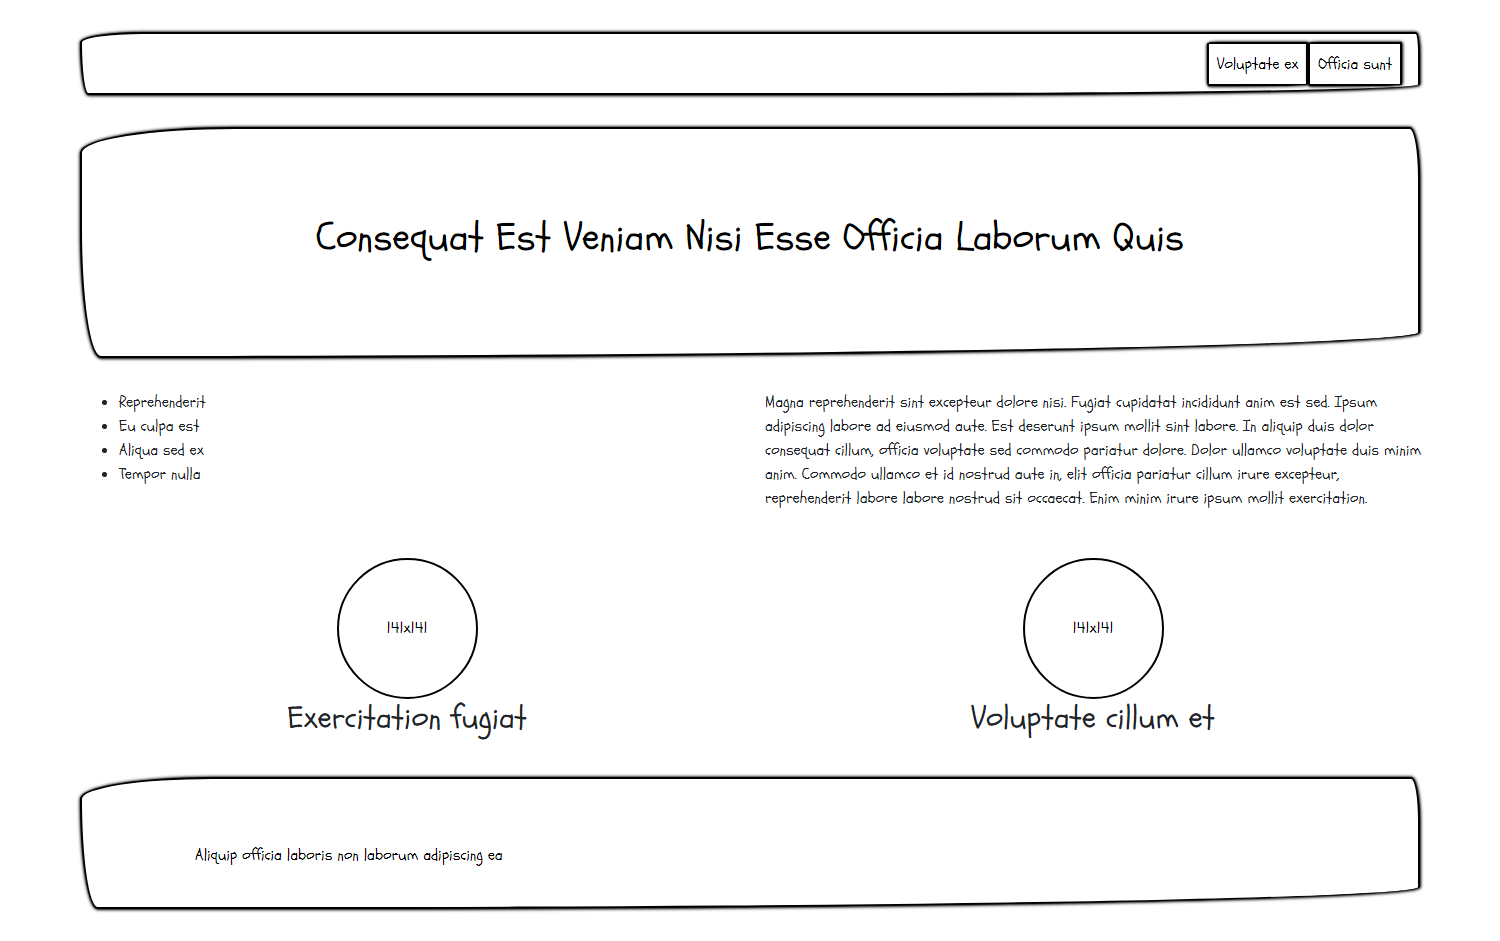 Voluptate ex Officia sunt
Consequat Est Veniam Nisi Esse Officia Laborum Quis
Reprehenderit
Eu culpa est
Aliqua sed ex
Tempor nulla
Magna reprehenderit sint excepteur dolore nisi. Fugiat cupidatat incididunt anim est sed. Ipsum
adipiscing labore ad eiusmod aute. Est deserunt ipsum mollit sint labore. In aliquip duis dolor
consequat cillum, officia voluptate sed commodo pariatur dolore. Dolor ullamco voluptate duis minim
anim. Commodo ullamco et id nostrud aute in, elit officia pariatur cillum irure excepteur,
reprehenderit labore labore nostrud sit occaecat. Enim minim irure ipsum mollit exercitation.
141x141
Exercitation fugiat
141x141
Voluptate cillum et
Aliquip officia laboris non laborum adipiscing ea